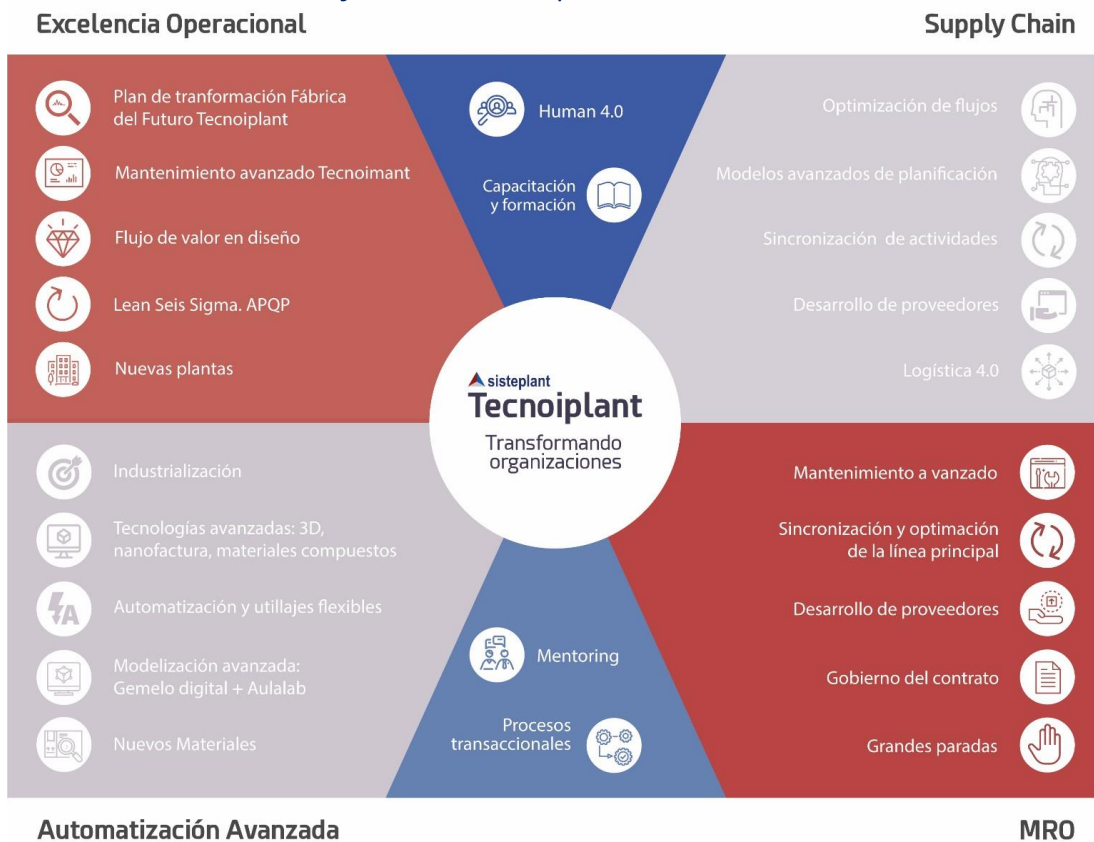 Excelencia Operacional
Supply Chain
Plan de tranformación Fábrica
del Futuro Tecnoiplant
Mantenimiento avanzado Tecnoimant
Flujo de valor en diseño
Lean Seis Sigma. APQP
Nuevas plantas
Human 4.0
Capacitación
y formación
Optimización de flujos
Modelos avanzados de planificación
Sincronización de actividades
Desarrollo de proveedores
Logística 4.0
sisteplant
Tecnoiplant
Transformando
organizaciones
Industrialización
Tecnologías avanzadas: 3D,
nanofactura, materiales compuestos
Automatización y utillajes flexibles
Modelización avanzada:
Gemelo digital + Aulalab
Nuevos Materiales
Mentoring
Procesos
transaccionales
Mantenimiento a vanzado
Sincronización y optimación
de la línea principal
Desarrollo de proveedores
Gobierno del contrato
Grandes paradas
Automatización Avanzada
MRO